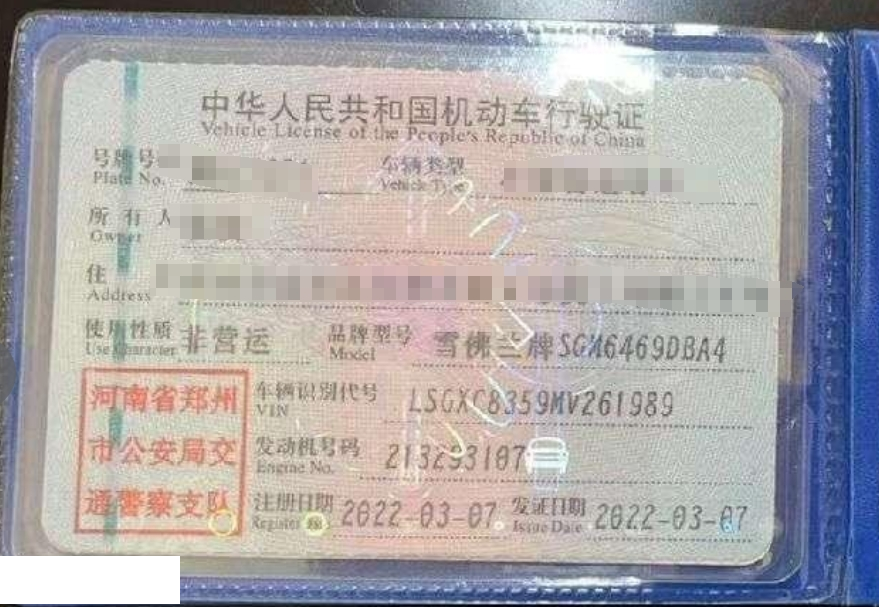 中华人民共和国机动车行驶证
Vehicle License of the People's Republic of China
号牌号 车辆类型
Plate No. Vehicle Type
所有人
Owner
住
Address
使用性质 非营运 品牌型号 雪佛兰牌SGM6469DBA4
Use Character Model
河南省郑州
市公安局交
通警察支队
车辆识别代号 LSGXC8359MV261989
VIN
发动机号码 213293107
Engine No.
注册日期 2022-03-07 发证日期 2022-03-07
Register Issue Date